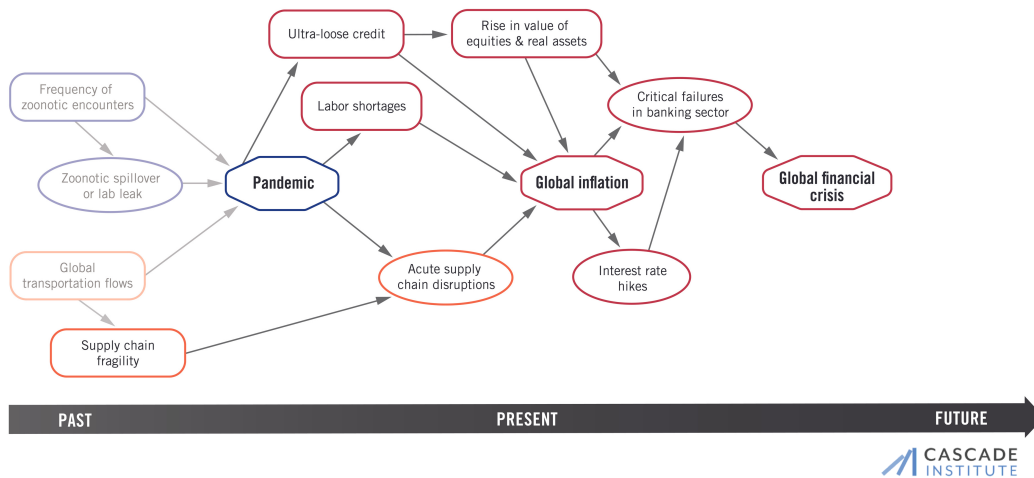 Ultra-loose credit
Rise in value of
equities & real assets
Frequency of
zoonotic encounters
Labor shortages
Critical failures
in banking sector
Zoonotic spillover
or lab leak
Pandemic
Global inflation
Global financial
crisis
Global
transportation flows
Acute supply
chain disruptions
Interest rate
hikes
Supply chain
fragility
PAST
PRESENT
FUTURE
CASCADE
INSTITUTE